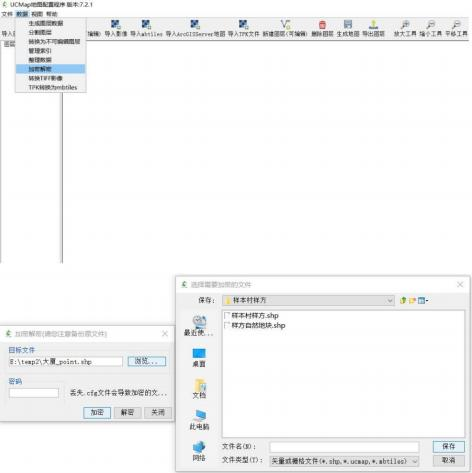 UCMap地图配置程序 版本:7.2.1
文件 数据 视图 帮助
生成图层数据
分割图层
转换为不可编辑图层
管理索引
整理数据
加密解密
转换TIFF影像
TPK转换为mbtiles
编辑) 导入影像 导入mbtiles 导入ArcGISServer地图 导入TPK文件 新建图层(可编辑) 删除图层 生成地图 导出图层 放大工具 缩小工具 平移工具
选择需要加密的文件
保存: 样本村样方
样本村样方.shp
样方自然地块.shp
最近使...
桌面
文档
此电脑
网络
文件名(N): 保存
文件类型(T): 矢量或栅格文件(*.shp,*.ucmap,*.mbtiles) 取消
加密解密[请您注意备份原文件]
目标文件
E:\temp2\大厦_point.shp 浏览...
密码
丢失.cfg文件会导致加密的文...
加密 解密 关闭